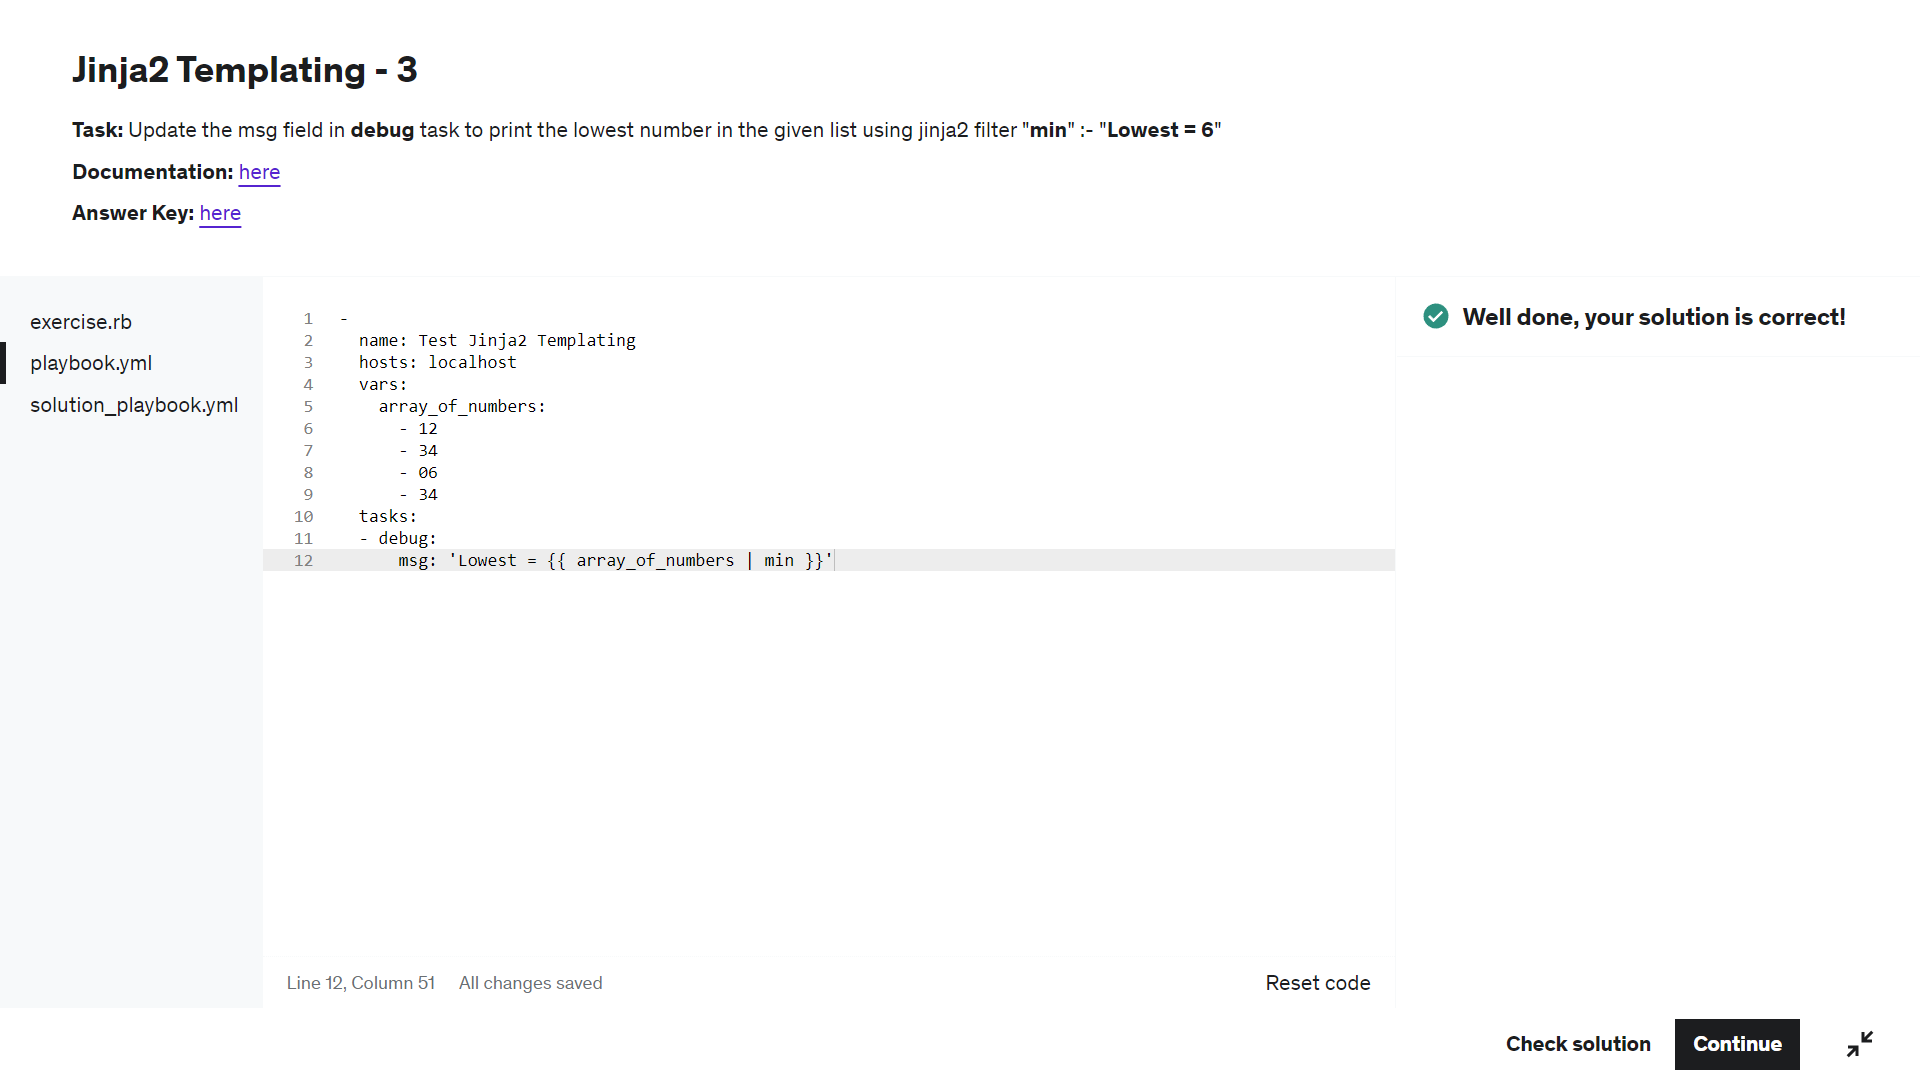 Jinja2 Templating - 3
Task: Update the msg field in debug task to print the lowest number in the given list using jinja2 filter "min" :- "Lowest = 6"
Documentation: here
Answer Key: here
exercise.rb
playbook.yml
solution_playbook.yml
1 -
2   name: Test Jinja2 Templating
3   hosts: localhost
4   vars:
5     array_of_numbers:
6       - 12
7       - 34
8       - 06
9       - 34
10   tasks:
11   - debug:
12       msg: 'Lowest = {{ array_of_numbers | min }}'
Well done, your solution is correct!
Line 12, Column 51 All changes saved
Reset code
Check solution
Continue